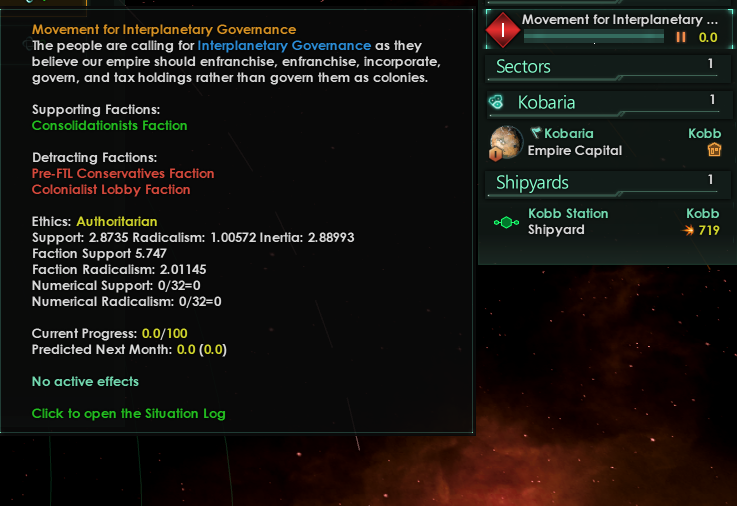 Movement for Interplanetary Governance
The people are calling for Interplanetary Governance as they
believe our empire should enfranchise, enfranchise, incorporate,
govern, and tax holdings rather than govern them as colonies.
Supporting Factions:
Consolidationists Faction
Detracting Factions:
Pre-FTL Conservatives Faction
Colonialist Lobby Faction
Ethics: Authoritarian
Support: 2.8735 Radicalism: 1.00572 Inertia: 2.88993
Faction Support 5.747
Faction Radicalism: 2.01145
Numerical Support: 0/32=0
Numerical Radicalism: 0/32=0
Current Progress: 0.0/100
Predicted Next Month: 0.0 (0.0)
No active effects
Click to open the Situation Log
Movement for Interplanetary ...
0.0
Sectors 1
Kobaria 1
Kobaria Kobb
Empire Capital
Shipyards 1
Kobb Station Kobb
Shipyard 719